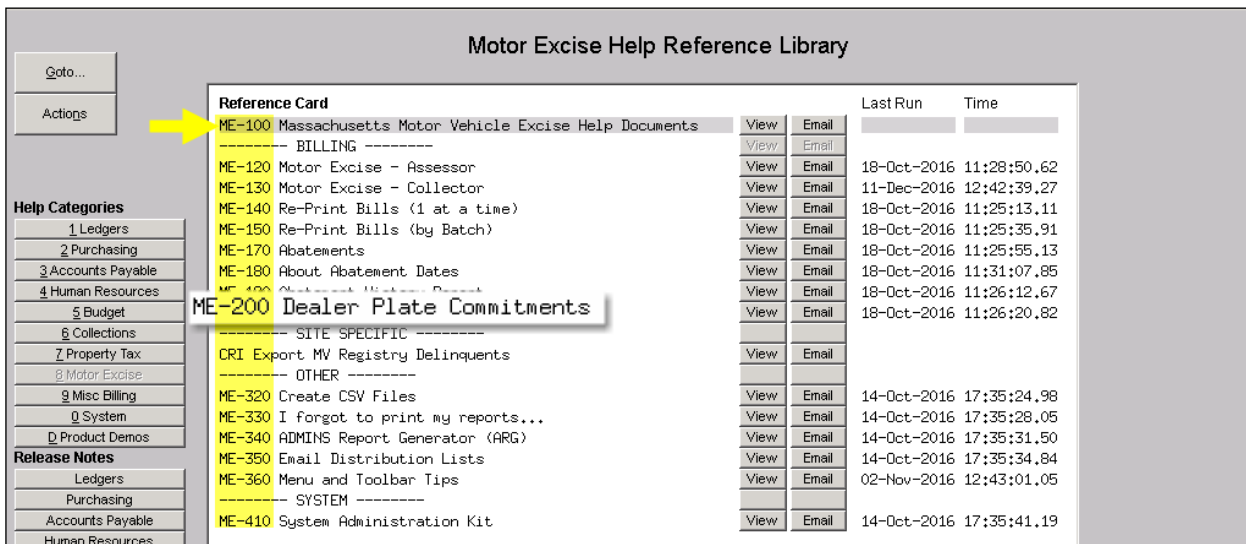 Motor Excise Help Reference Library
Goto...
Actions
Reference Card Last Run Time
ME-100 Massachusetts Motor Vehicle Excise Help Documents View Email
-------- BILLING -------- View Email
ME-120 Motor Excise - Assessor View Email 18-Oct-2016 11:28:50.62
ME-130 Motor Excise - Collector View Email 11-Dec-2016 12:42:39.27
ME-140 Re-Print Bills (1 at a time) View Email 18-Oct-2016 11:25:13.11
ME-150 Re-Print Bills (by Batch) View Email 18-Oct-2016 11:25:35.91
ME-170 Abatements View Email 18-Oct-2016 11:25:55.13
ME-180 About Abatement Dates View Email 18-Oct-2016 11:31:07.85
View Email 18-Oct-2016 11:26:12.67
ME-200 Dealer Plate Commitments View Email 18-Oct-2016 11:26:20.82
-------- SITE SPECIFIC --------
CRI Export MV Registry Delinquents View Email
-------- OTHER --------
ME-320 Create CSV Files View Email 14-Oct-2016 17:35:24.98
ME-330 I forgot to print my reports... View Email 14-Oct-2016 17:35:28.05
ME-340 ADMINS Report Generator (ARG) View Email 14-Oct-2016 17:35:31.50
ME-350 Email Distribution Lists View Email 14-Oct-2016 17:35:34.84
ME-360 Menu and Toolbar Tips View Email 02-Nov-2016 12:43:01.05
-------- SYSTEM --------
ME-410 System Administration Kit View Email 14-Oct-2016 17:35:41.19
Help Categories
1 Ledgers
2 Purchasing
3 Accounts Payable
4 Human Resources
5 Budget
6 Collections
7 Property Tax
8 Motor Excise
9 Misc Billing
0 System
D Product Demos
Release Notes
Ledgers
Purchasing
Accounts Payable
Human Resources